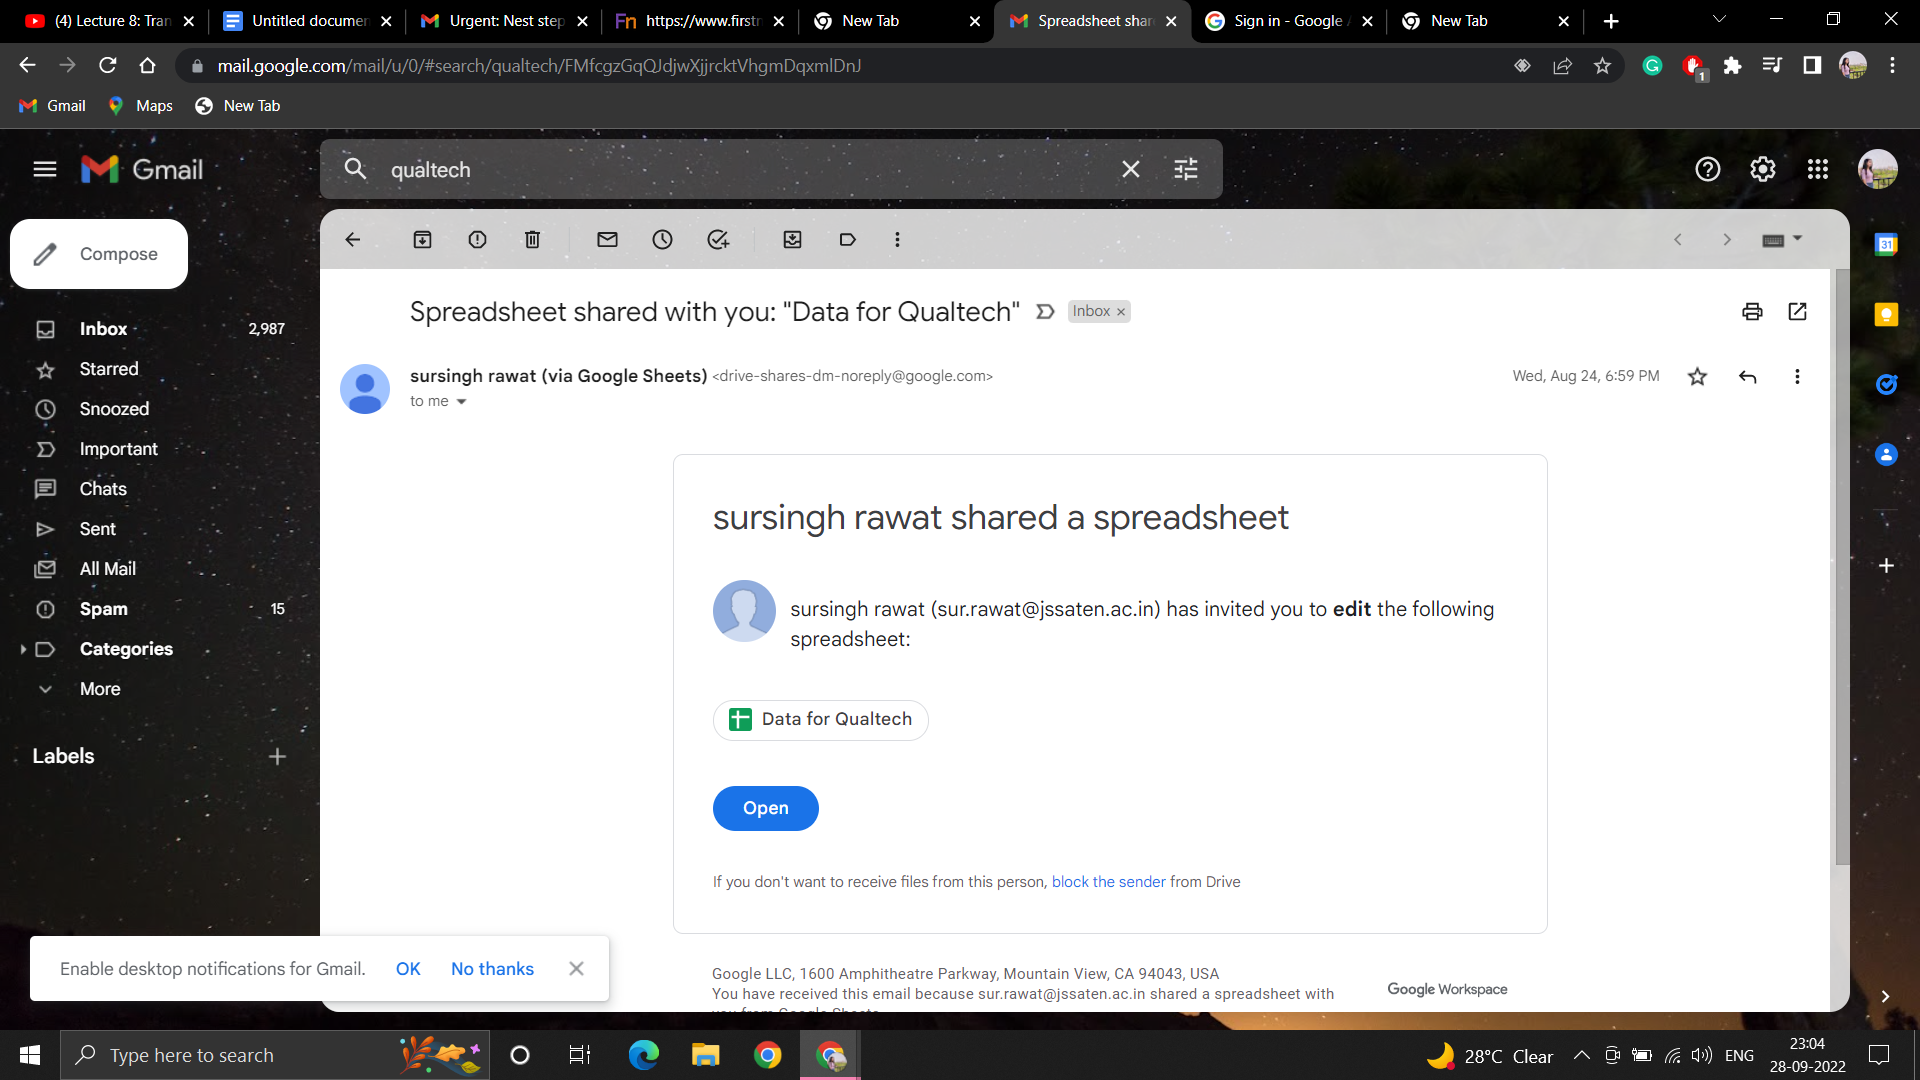 (4) Lecture 8: Tran
Untitled documen
Urgent: Nest step
https://www.firstn
New Tab
Spreadsheet shar
Sign in - Google A
New Tab
mail.google.com/mail/u/0/#search/qualtech/FMfcgzGqQJdjwXjjrcktVhgmDqxmlDnJ
1
Gmail
Maps
New Tab
Gmail
qualtech
Compose
31
Spreadsheet shared with you: "Data for Qualtech"
Inbox ×
Inbox 2,987
Starred
Snoozed
Important
Chats
Sent
All Mail
Spam 15
Categories
More
Labels
sursingh rawat (via Google Sheets) <drive-shares-dm-noreply@google.com>
Wed, Aug 24, 6:59 PM
to me
sursingh rawat shared a spreadsheet
sursingh rawat (sur.rawat@jssaten.ac.in) has invited you to edit the following
spreadsheet:
Data for Qualtech
Open
If you don't want to receive files from this person, block the sender from Drive
Enable desktop notifications for Gmail. OK No thanks
Google LLC, 1600 Amphitheatre Parkway, Mountain View, CA 94043, USA
You have received this email because sur.rawat@jssaten.ac.in shared a spreadsheet with
you from Google Sheets
Google Workspace
Type here to search
28°C Clear
ENG
23:04
28-09-2022